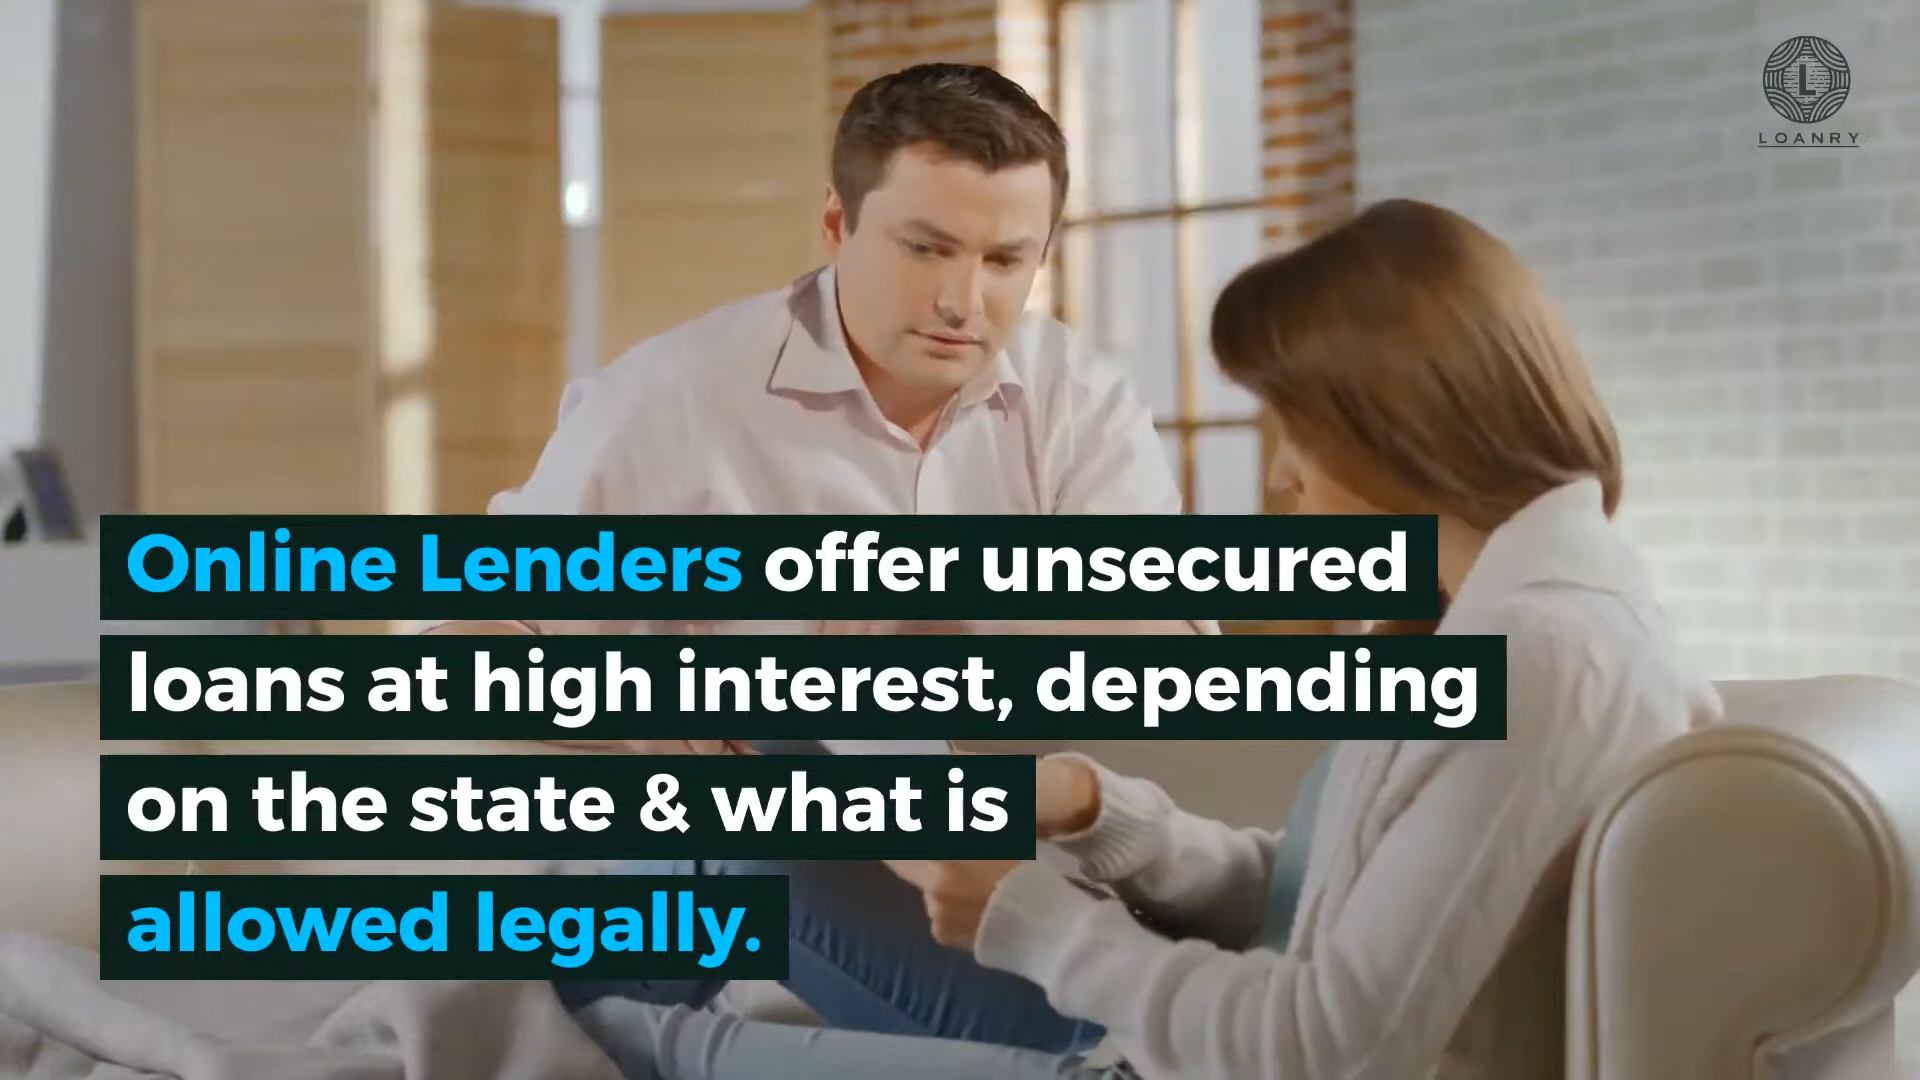 L
LOANRY
Online Lenders offer unsecured
loans at high interest, depending
on the state & what is
allowed legally.